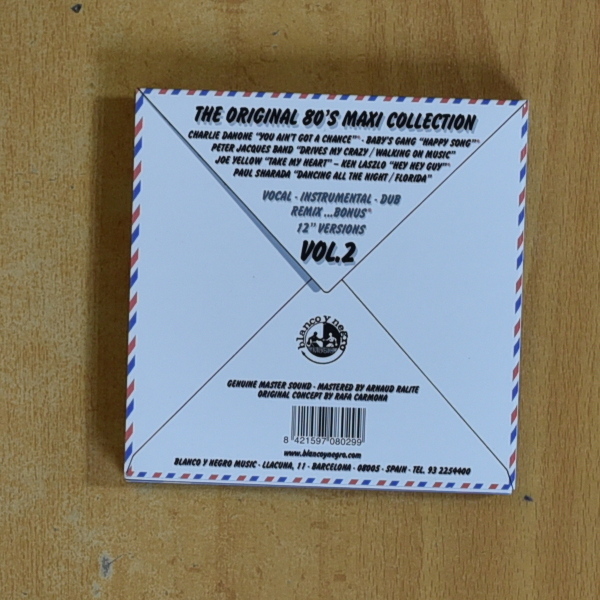 THE ORIGINAL 80'S MAXI COLLECTION
CHARLIE DANONE "YOU AIN'T GOT A CHANCE"* - BABY'S GANG "HAPPY SONG"*
PETER JACQUES BAND "DRIVES MY CRAZY / WALKING ON MUSIC"
JOE YELLOW "TAKE MY HEART" – KEN LASZLO "HEY HEY GUY"*
PAUL SHARADA "DANCING ALL THE NIGHT / FLORIDA"
VOCAL - INSTRUMENTAL - DUB
REMIX ...BONUS*
12" VERSIONS
VOL.2
blanco y negro
GENUINE MASTER SOUND - MASTERED BY ARNAUD RALITE
ORIGINAL CONCEPT BY RAFA CARMONA
8 421597 080299
www.blancoynegro.com
BLANCO Y NEGRO MUSIC - LLACUNA, 11 - BARCELONA - 08005 - SPAIN - TEL. 93 2254400